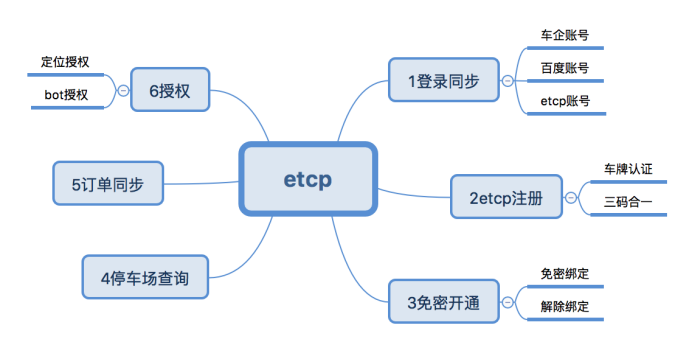 etcp
1登录同步
车企账号
百度账号
etcp账号
2etcp注册
车牌认证
三码合一
3免密开通
免密绑定
解除绑定
4停车场查询
5订单同步
6授权
定位授权
bot授权